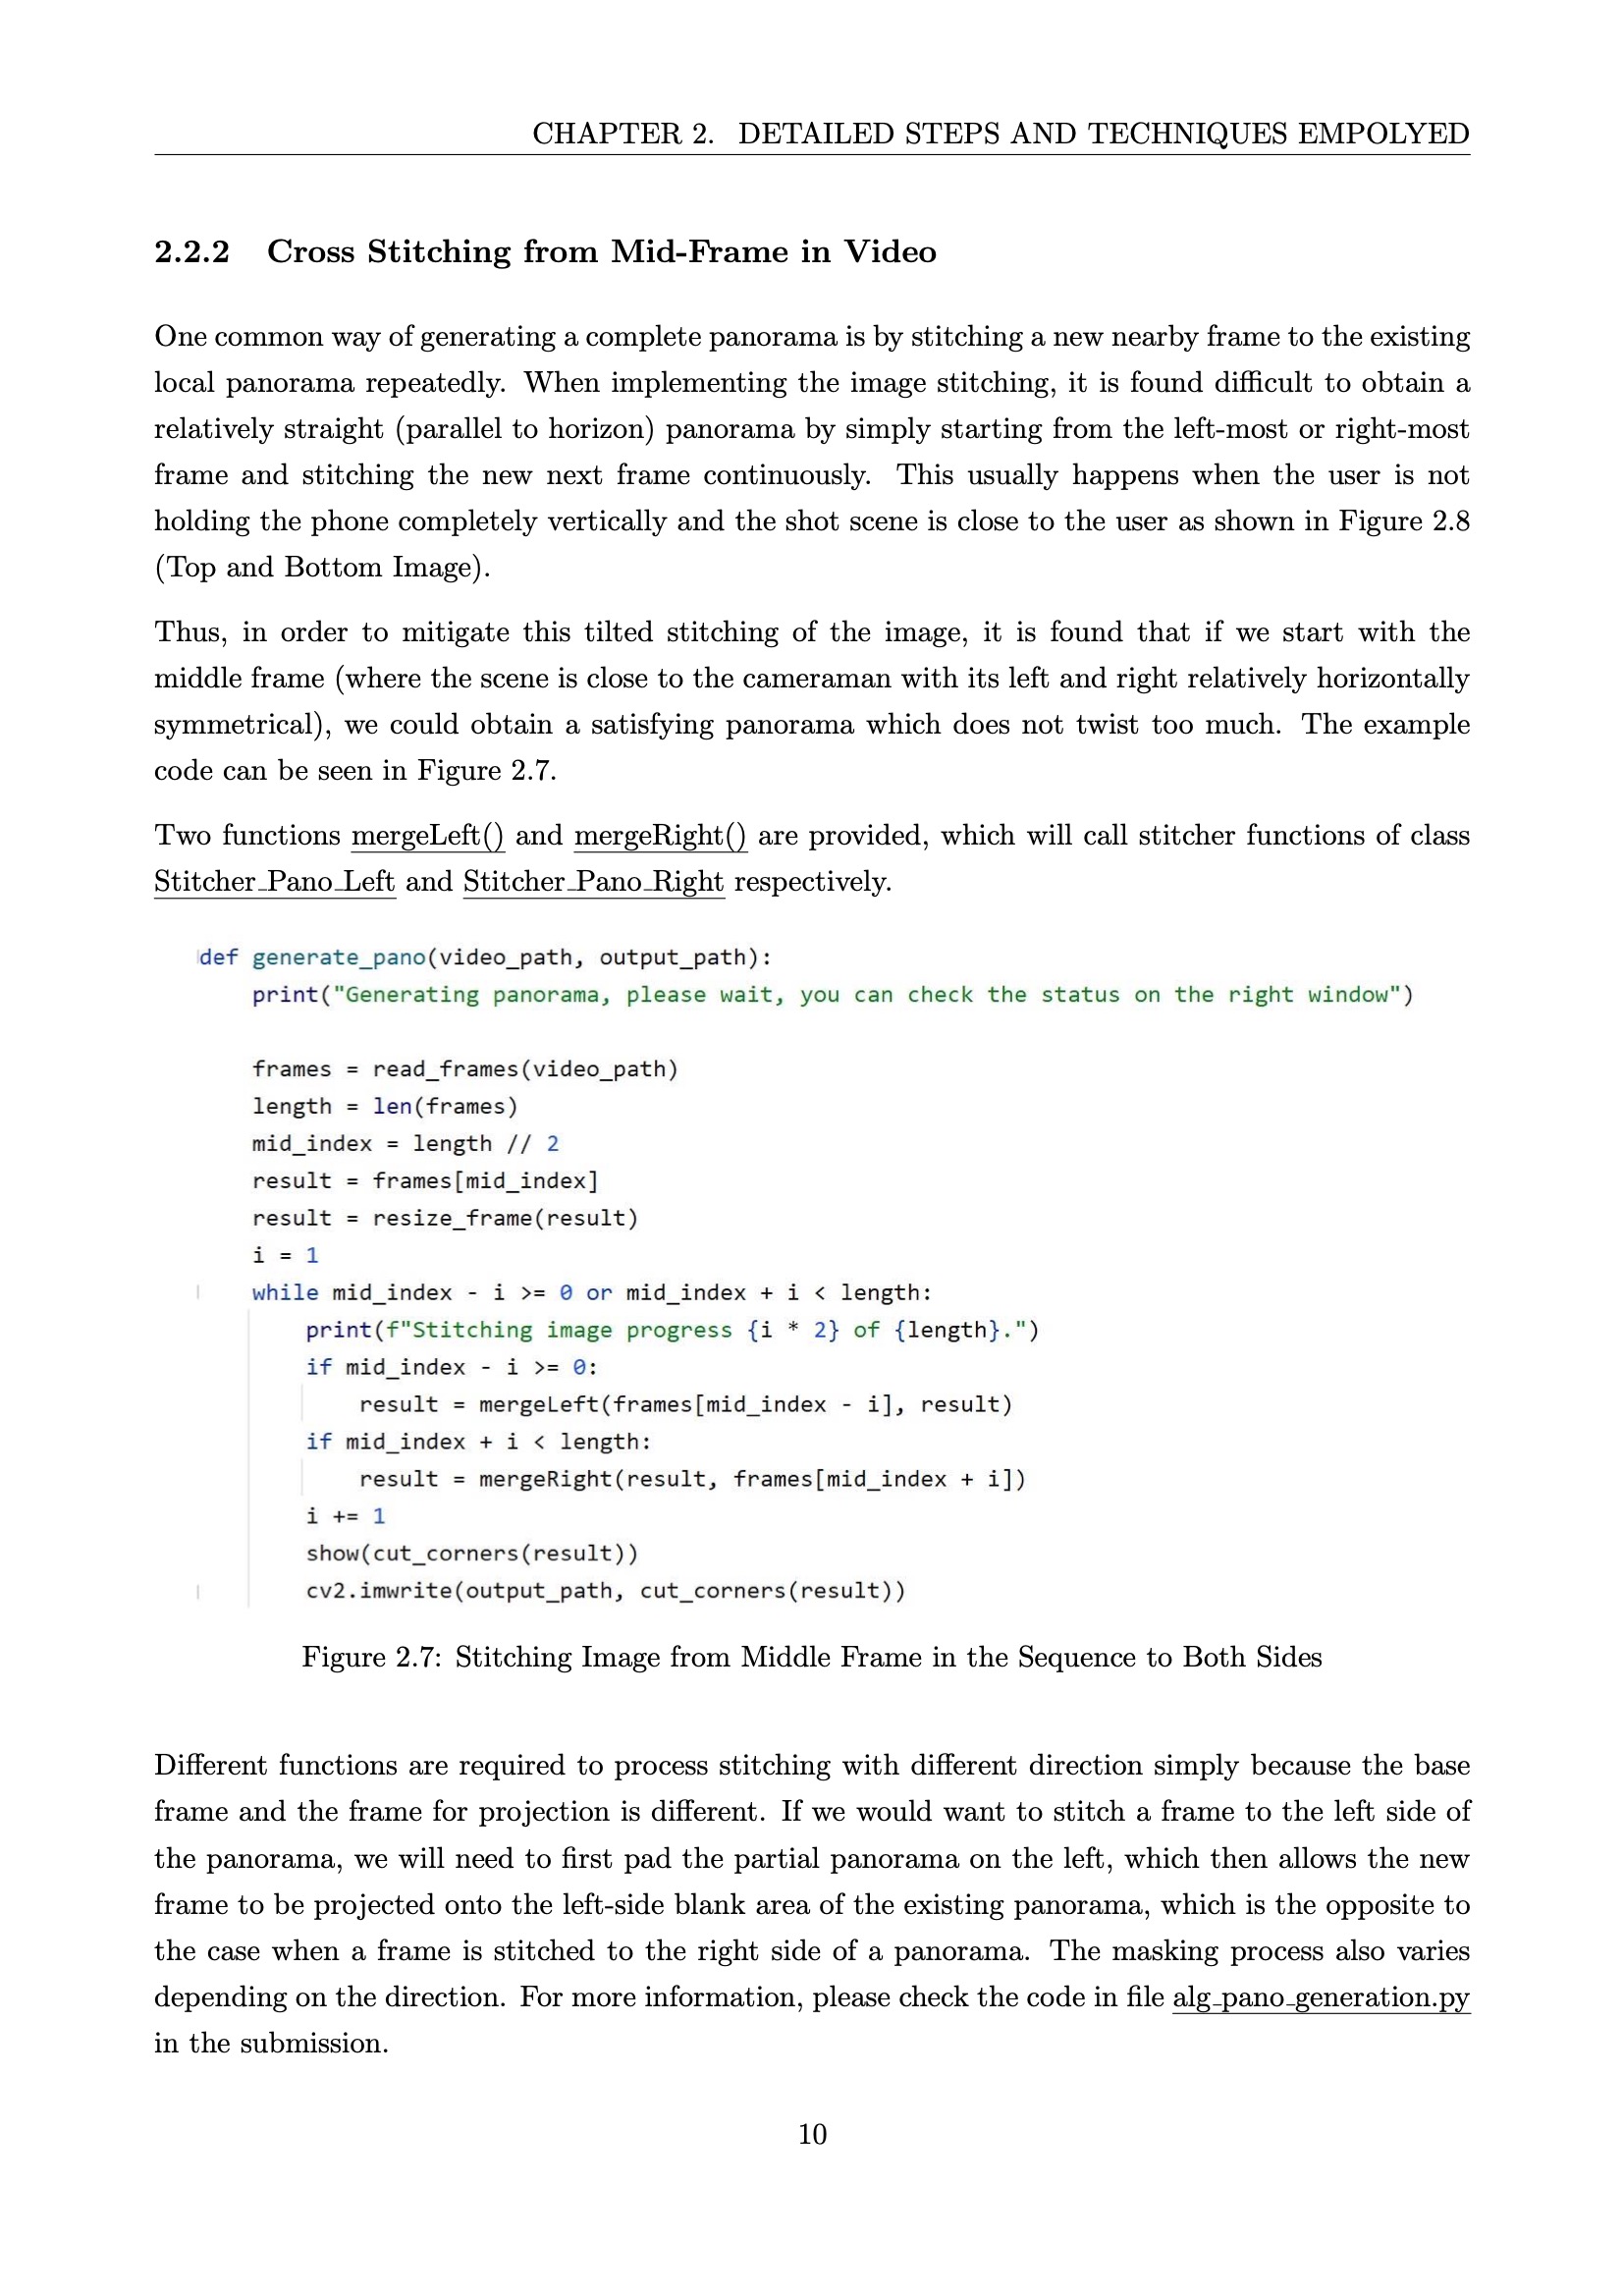 CHAPTER 2. DETAILED STEPS AND TECHNIQUES EMPOLYED
2.2.2 Cross Stitching from Mid-Frame in Video
One common way of generating a complete panorama is by stitching a new nearby frame to the existing
local panorama repeatedly. When implementing the image stitching, it is found difficult to obtain a
relatively straight (parallel to horizon) panorama by simply starting from the left-most or right-most
frame and stitching the new next frame continuously. This usually happens when the user is not
holding the phone completely vertically and the shot scene is close to the user as shown in Figure 2.8
(Top and Bottom Image).
Thus, in order to mitigate this tilted stitching of the image, it is found that if we start with the
middle frame (where the scene is close to the cameraman with its left and right relatively horizontally
symmetrical), we could obtain a satisfying panorama which does not twist too much. The example
code can be seen in Figure 2.7.
Two functions mergeLeft() and mergeRight() are provided, which will call stitcher functions of class
Stitcher_Pano_Left and Stitcher_Pano_Right respectively.
def generate_pano(video_path, output_path):
    print("Generating panorama, please wait, you can check the status on the right window")
    frames = read_frames(video_path)
    length = len(frames)
    mid_index = length // 2
    result = frames[mid_index]
    result = resize_frame(result)
    i = 1
    while mid_index - i >= 0 or mid_index + i < length:
        print(f"Stitching image progress {i * 2} of {length}.")
        if mid_index - i >= 0:
            result = mergeLeft(frames[mid_index - i], result)
        if mid_index + i < length:
            result = mergeRight(result, frames[mid_index + i])
        i += 1
        show(cut_corners(result))
        cv2.imwrite(output_path, cut_corners(result))
Figure 2.7: Stitching Image from Middle Frame in the Sequence to Both Sides
Different functions are required to process stitching with different direction simply because the base
frame and the frame for projection is different. If we would want to stitch a frame to the left side of
the panorama, we will need to first pad the partial panorama on the left, which then allows the new
frame to be projected onto the left-side blank area of the existing panorama, which is the opposite to
the case when a frame is stitched to the right side of a panorama. The masking process also varies
depending on the direction. For more information, please check the code in file alg_pano_generation.py
in the submission.
10